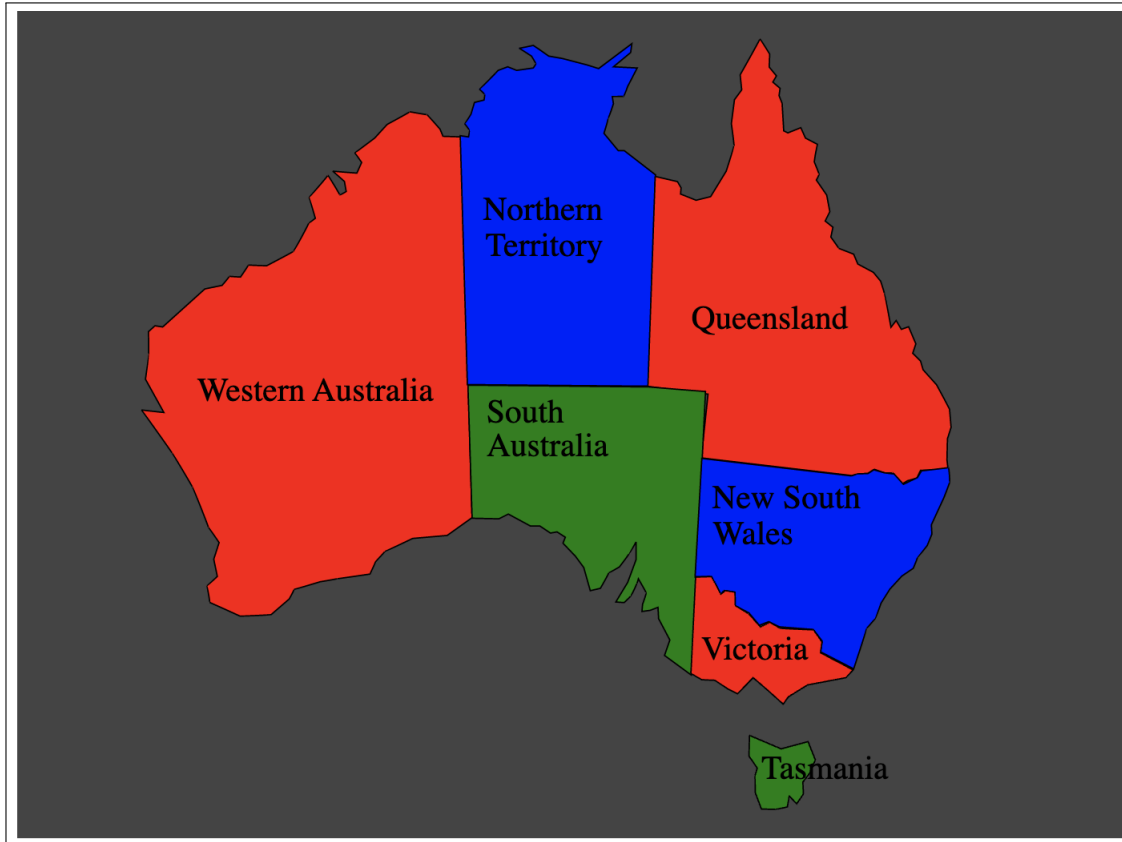 Northern
Territory
Queensland
Western Australia
South
Australia
New South
Wales
Victoria
Tasmania